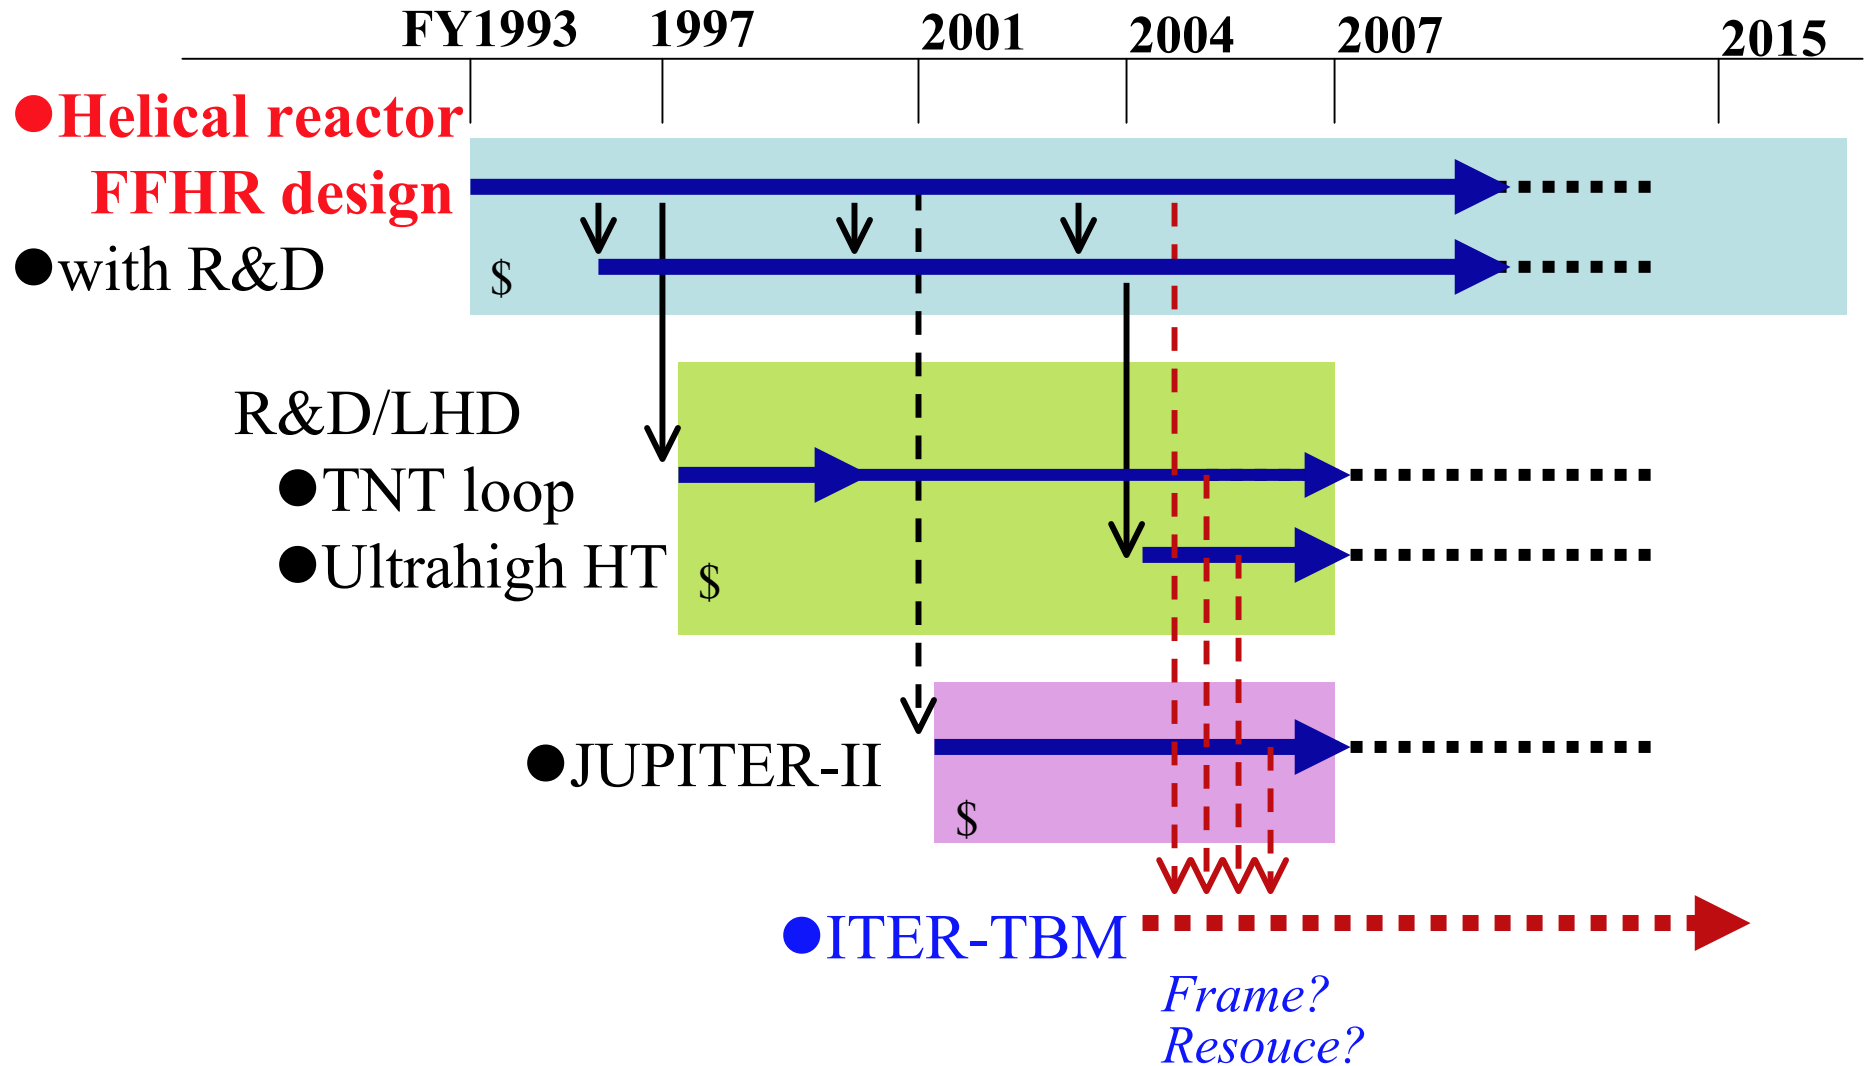 FY1993 1997 2001 2004 2007 2015
●Helical reactor
FFHR design
●with R&D
$
R&D/LHD
●TNT loop
●Ultrahigh HT
$
●JUPITER-II
$
●ITER-TBM
Frame?
Resouce?